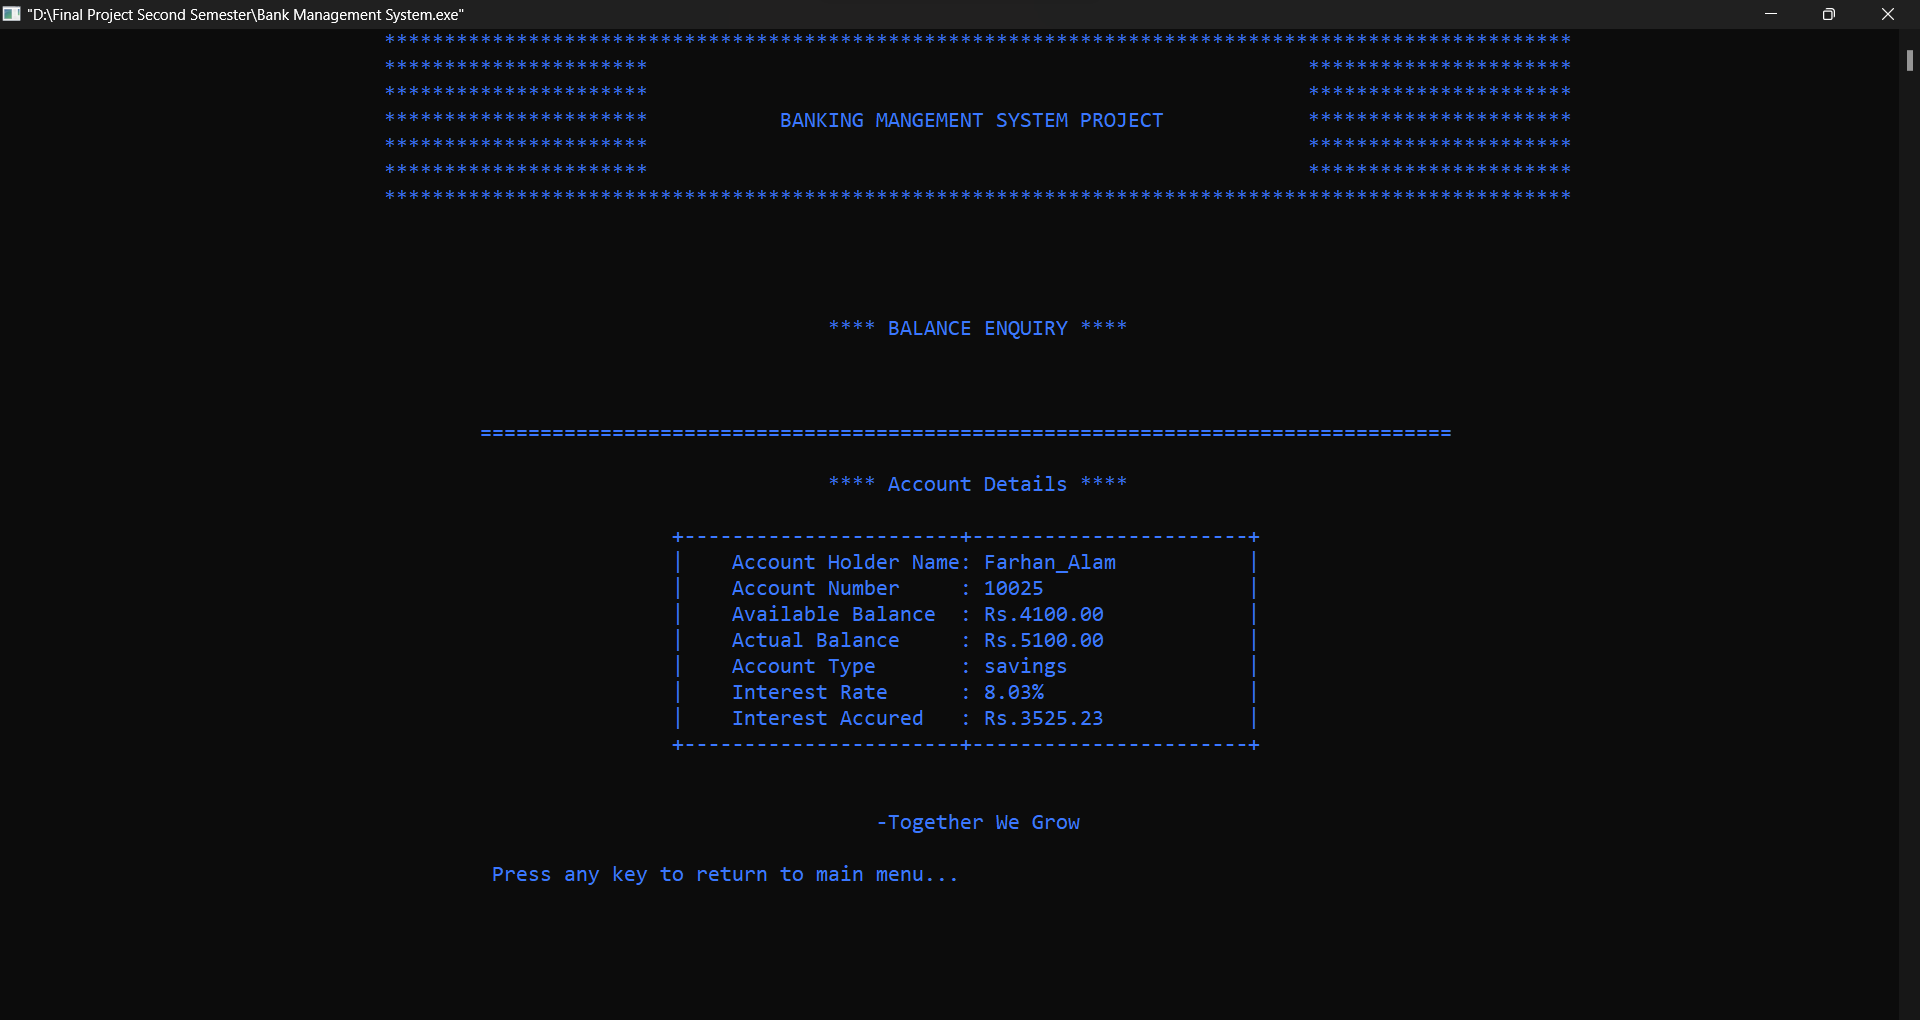 "D:\Final Project Second Semester\Bank Management System.exe"
***************************************************************************************************
**********************                                                       **********************
**********************                                                       **********************
**********************           BANKING MANGEMENT SYSTEM PROJECT            **********************
**********************                                                       **********************
**********************                                                       **********************
***************************************************************************************************
**** BALANCE ENQUIRY ****
=================================================================================
**** Account Details ****
+-----------------------+-----------------------+
|    Account Holder Name: Farhan_Alam           |
|    Account Number     : 10025                 |
|    Available Balance  : Rs.4100.00            |
|    Actual Balance     : Rs.5100.00            |
|    Account Type       : savings               |
|    Interest Rate      : 8.03%                 |
|    Interest Accured   : Rs.3525.23            |
+-----------------------+-----------------------+
-Together We Grow
Press any key to return to main menu...